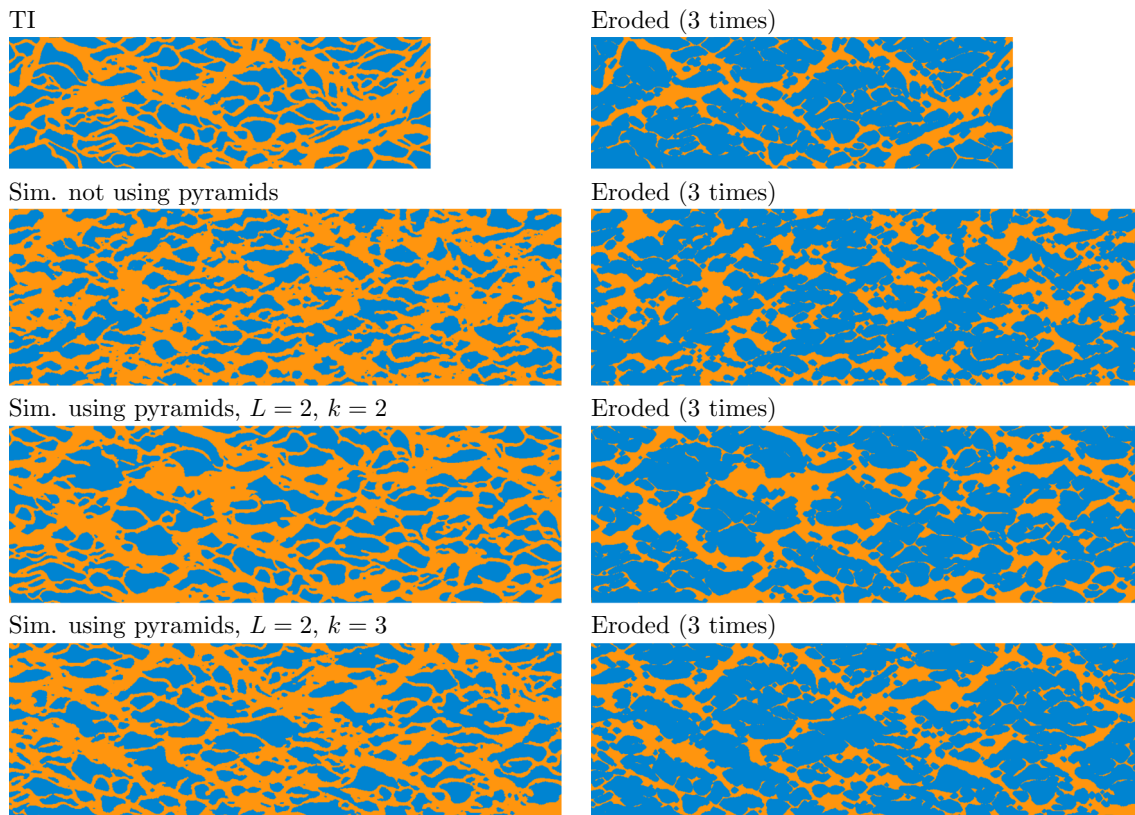 TI
Eroded (3 times)
Sim. not using pyramids
Eroded (3 times)
Sim. using pyramids, L = 2, k = 2
Eroded (3 times)
Sim. using pyramids, L = 2, k = 3
Eroded (3 times)